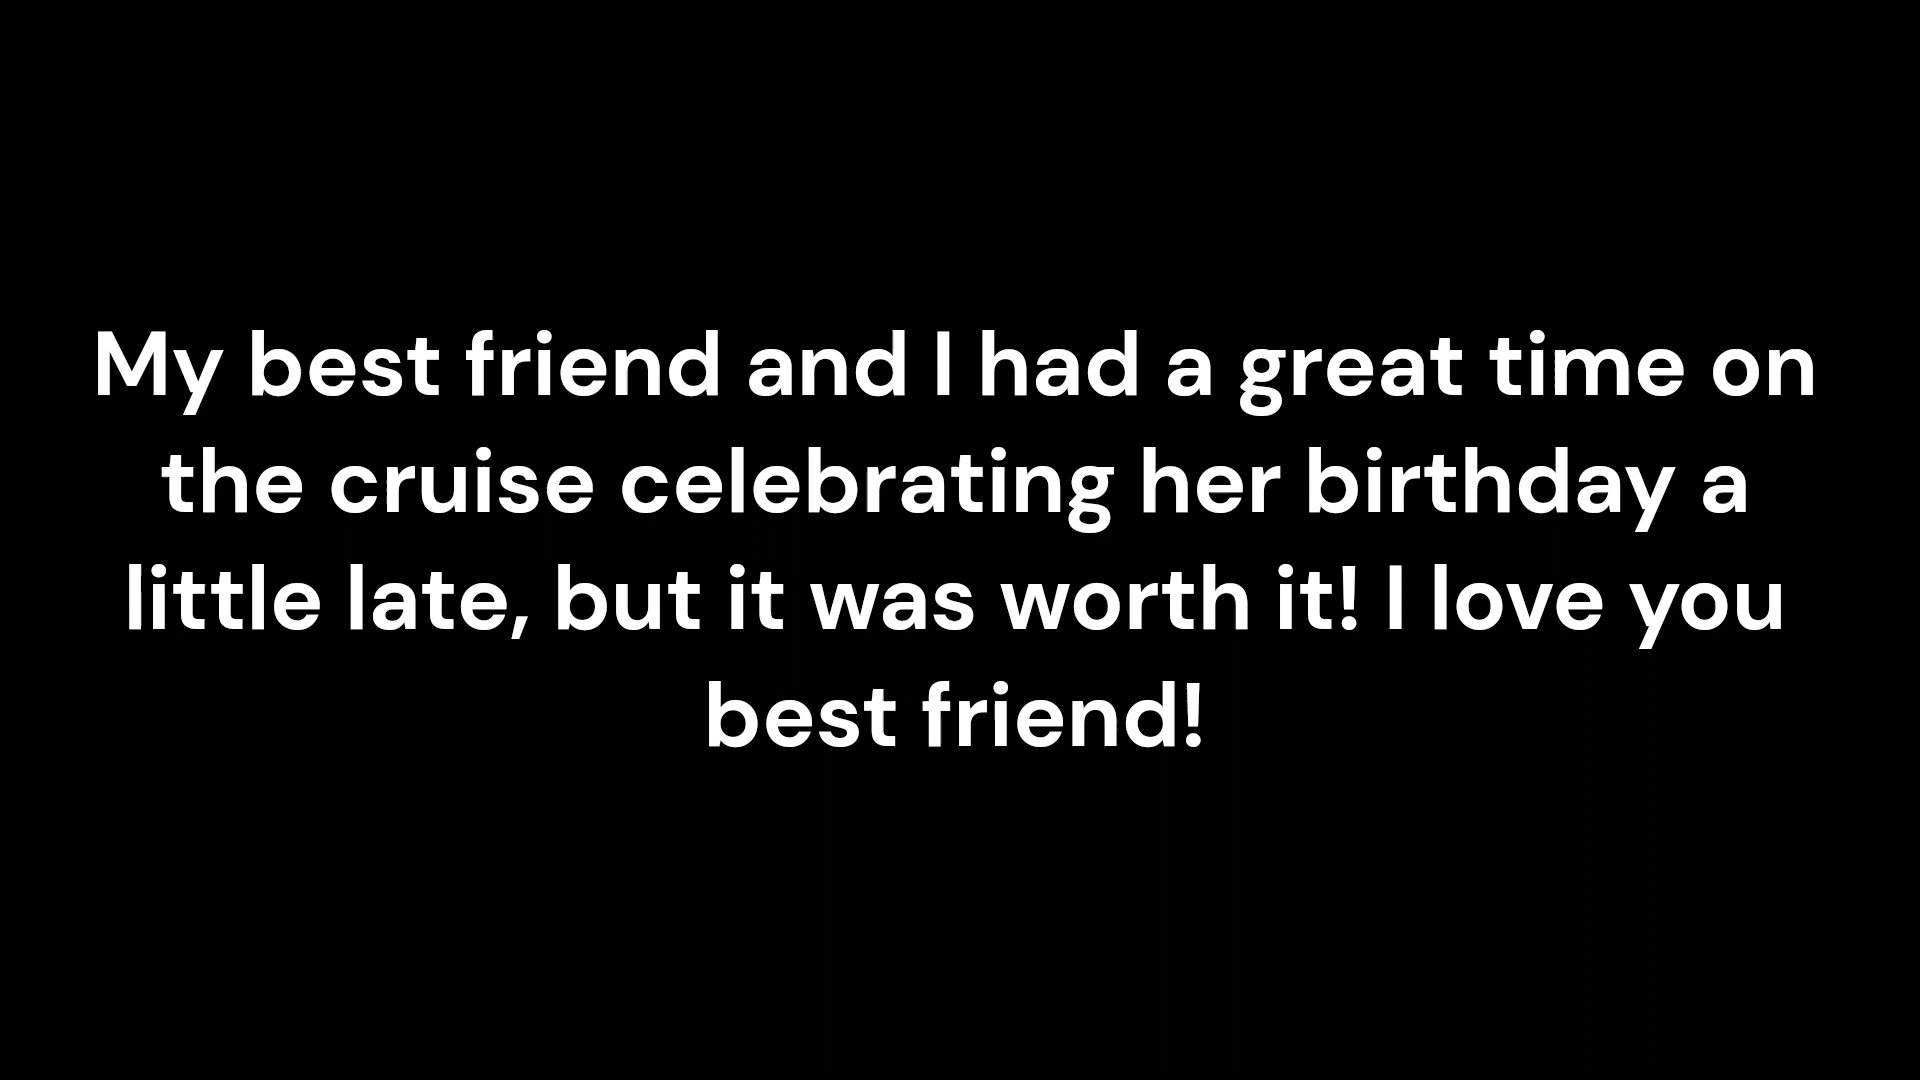 My best friend and I had a great time on
the cruise celebrating her birthday a
little late, but it was worth it! I love you
best friend!